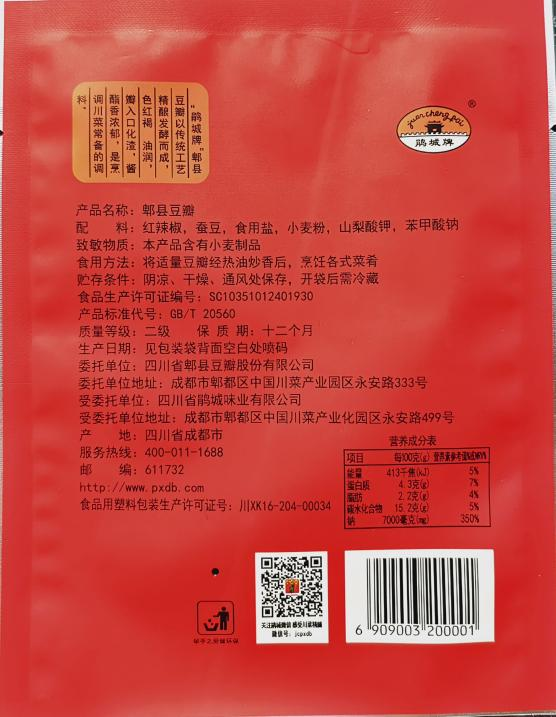 “鹃城牌”郫县
豆瓣以传统工艺
精酿发酵而成，
色红褐 油润，
瓣入口化渣，酱
酯香浓郁，是烹
调川菜常备的调
料。
®
juan cheng pai
鹃城牌
产品名称：郫县豆瓣
配 料：红辣椒，蚕豆，食用盐，小麦粉，山梨酸钾，苯甲酸钠
致敏物质：本产品含有小麦制品
食用方法：将适量豆瓣经热油炒香后，烹饪各式菜肴
贮存条件：阴凉、干燥、通风处保存，开袋后需冷藏
食品生产许可证编号：SC10351012401930
产品标准代号：GB/T 20560
质量等级：二级 保 质 期：十二个月
生产日期：见包装袋背面空白处喷码
委托单位：四川省郫县豆瓣股份有限公司
委托单位地址：成都市郫都区中国川菜产业园区永安路333号
受委托单位：四川省鹃城味业有限公司
受委托单位地址：成都市郫都区中国川菜产业化园区永安路499号
产 地：四川省成都市
服务热线：400-011-1688
邮 编：611732
http://www.pxdb.com
食品用塑料包装生产许可证号：川XK16-204-00034
营养成分表
项目 每100克(g) 营养素参考值%或NRV%
能量 413千焦(kJ) 5%
蛋白质 4.3克(g) 7%
脂肪 2.2克(g) 4%
碳水化合物 15.2克(g) 5%
钠 7000毫克(mg) 350%
微信号：jcpxdb
6 909003 200001